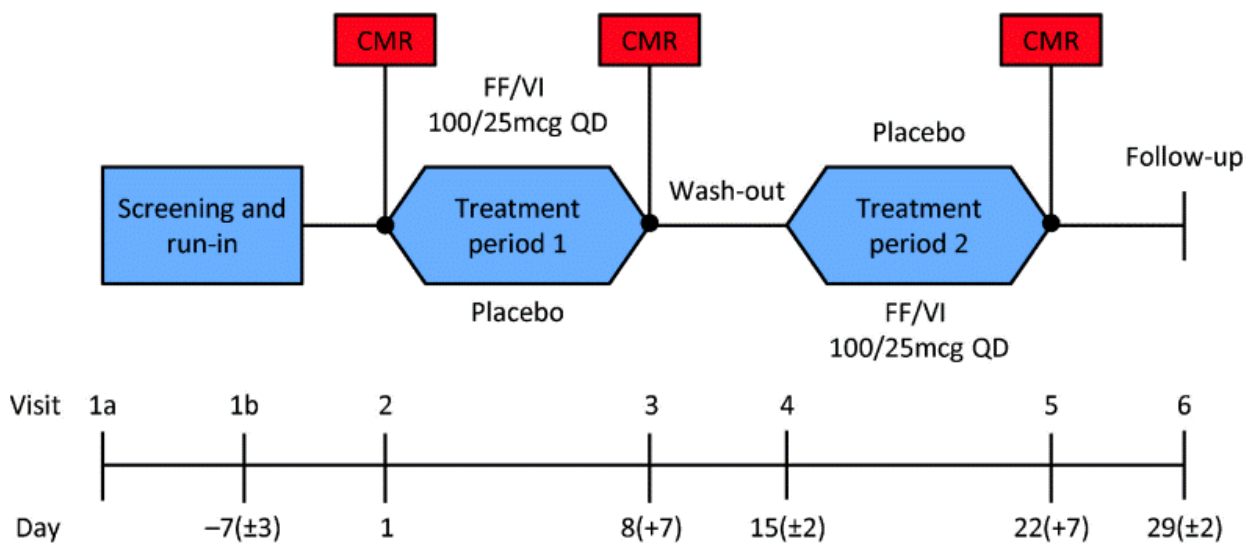 CMR
CMR
CMR
FF/VI
100/25mcg QD
Placebo
Follow-up
Screening and
run-in
Treatment
period 1
Wash-out
Treatment
period 2
Placebo
FF/VI
100/25mcg QD
Visit 1a 1b 2 3 4 5 6
Day –7(±3) 1 8(+7) 15(±2) 22(+7) 29(±2)